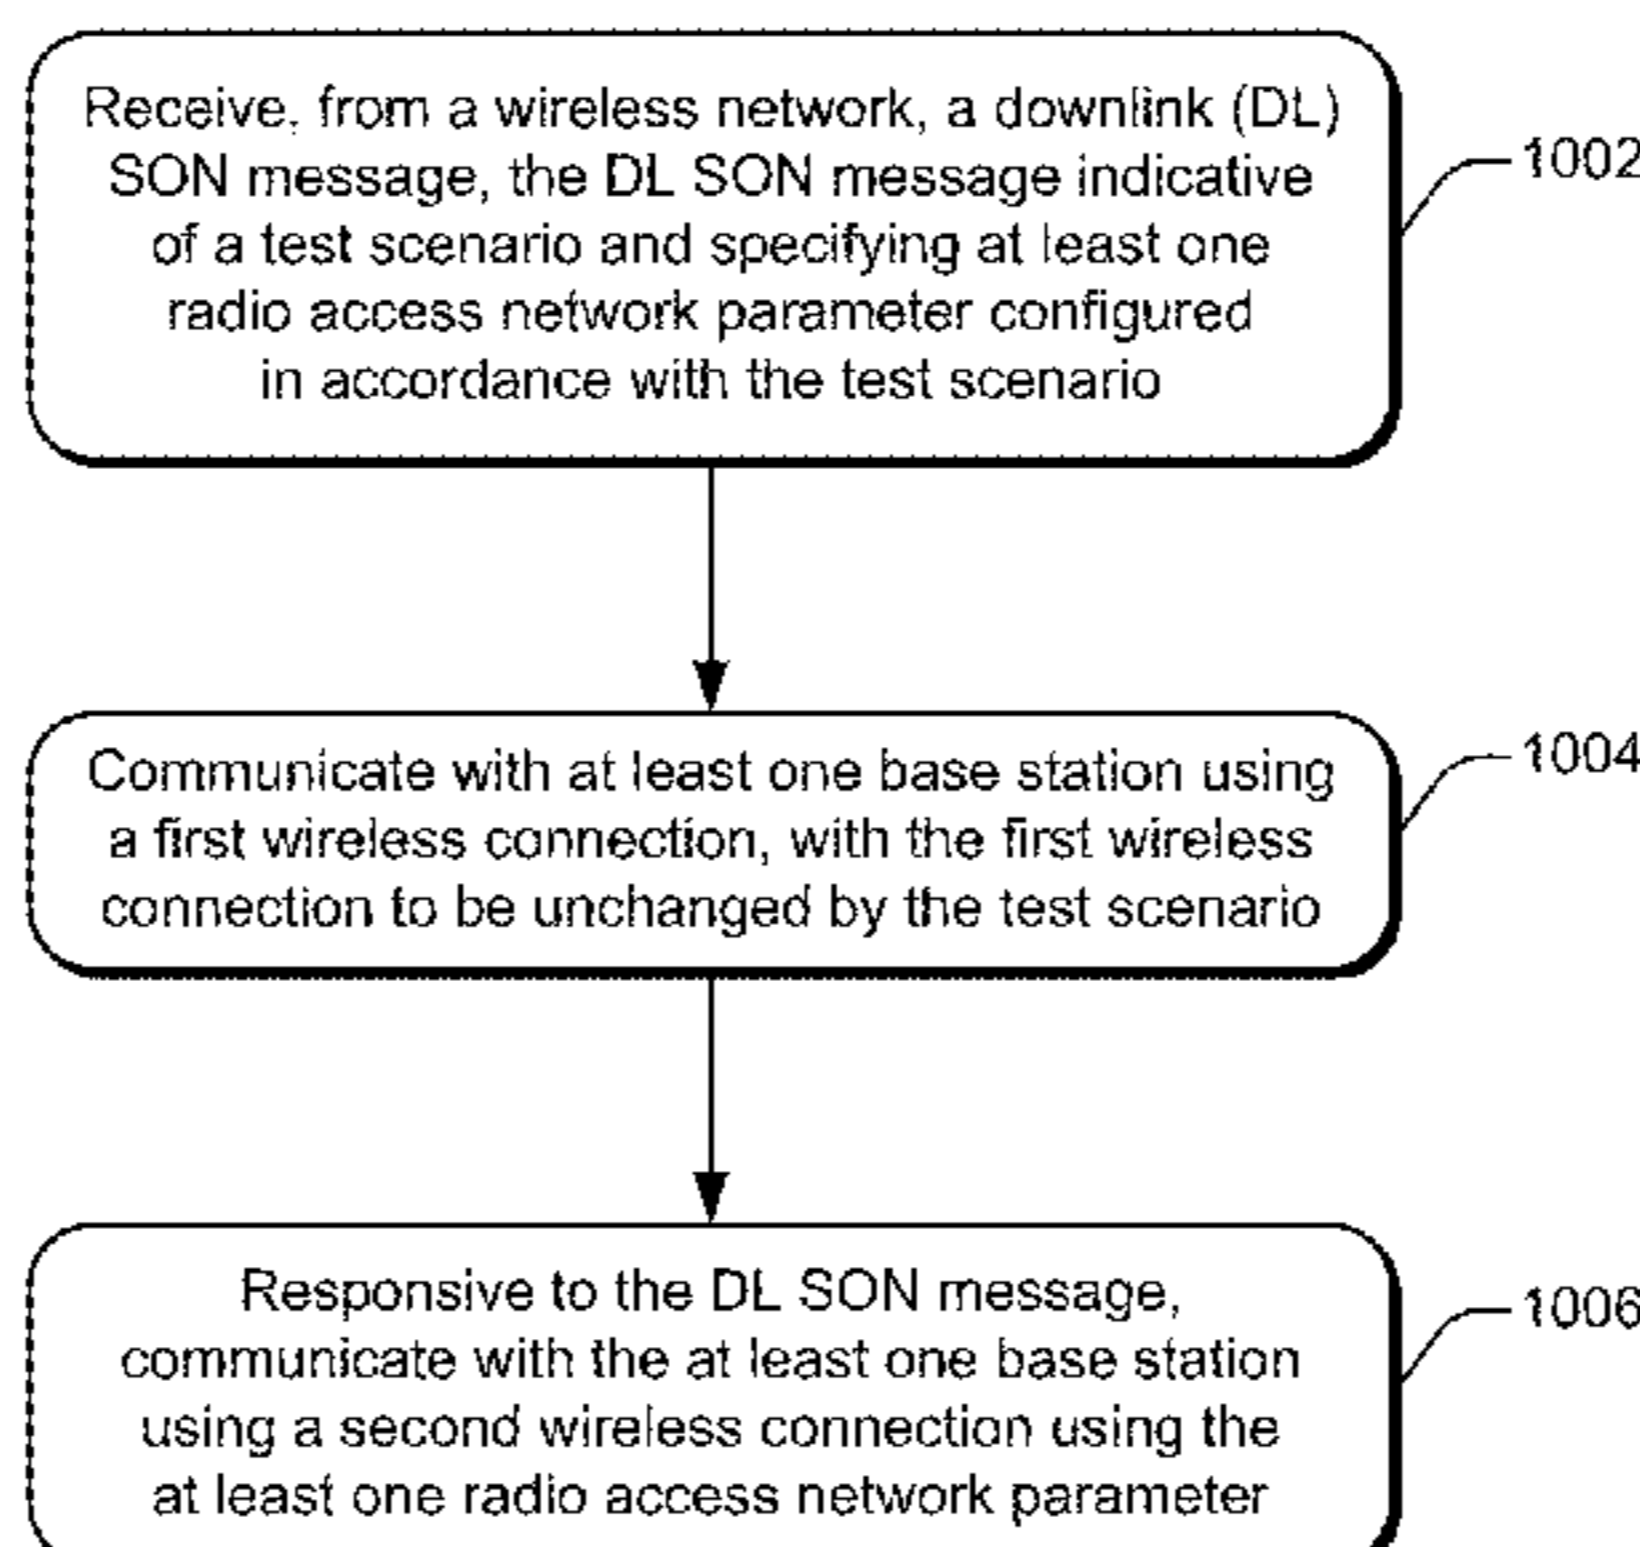 Receive, from a wireless network, a downlink (DL)
SON message, the DL SON message indicative
of a test scenario and specifying at least one
radio access network parameter configured
in accordance with the test scenario
1002
Communicate with at least one base station using
a first wireless connection, with the first wireless
connection to be unchanged by the test scenario
1004
Responsive to the DL SON message,
communicate with the at least one base station
using a second wireless connection using the
at least one radio access network parameter
1006